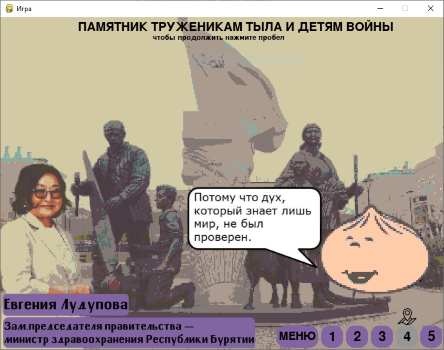 Игра
ПАМЯТНИК ТРУЖЕНИКАМ ТЫЛА И ДЕТЯМ ВОЙНЫ
чтобы продолжить нажмите пробел
Потому что дух,
который знает лишь
мир, не был
проверен.
Евгения Лудупова
Зам.председателя правительства —
министр здравоохранения Республики Бурятии
МЕНЮ 1 2 3 4 5